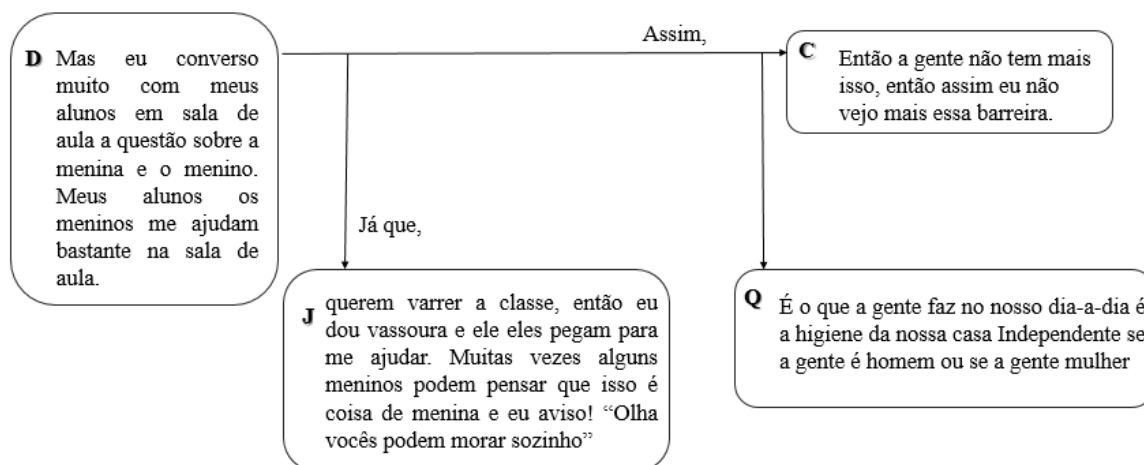 D Mas eu converso
muito com meus
alunos em sala de
aula a questão sobre a
menina e o menino.
Meus alunos os
meninos me ajudam
bastante na sala de
aula.
Assim,
C Então a gente não tem mais
isso, então assim eu não
vejo mais essa barreira.
Já que,
J querem varrer a classe, então eu
dou vassoura e ele eles pegam para
me ajudar. Muitas vezes alguns
meninos podem pensar que isso é
coisa de menina e eu aviso! “Olha
vocês podem morar sozinho”
Q É o que a gente faz no nosso dia-a-dia é
a higiene da nossa casa Independente se
a gente é homem ou se a gente mulher